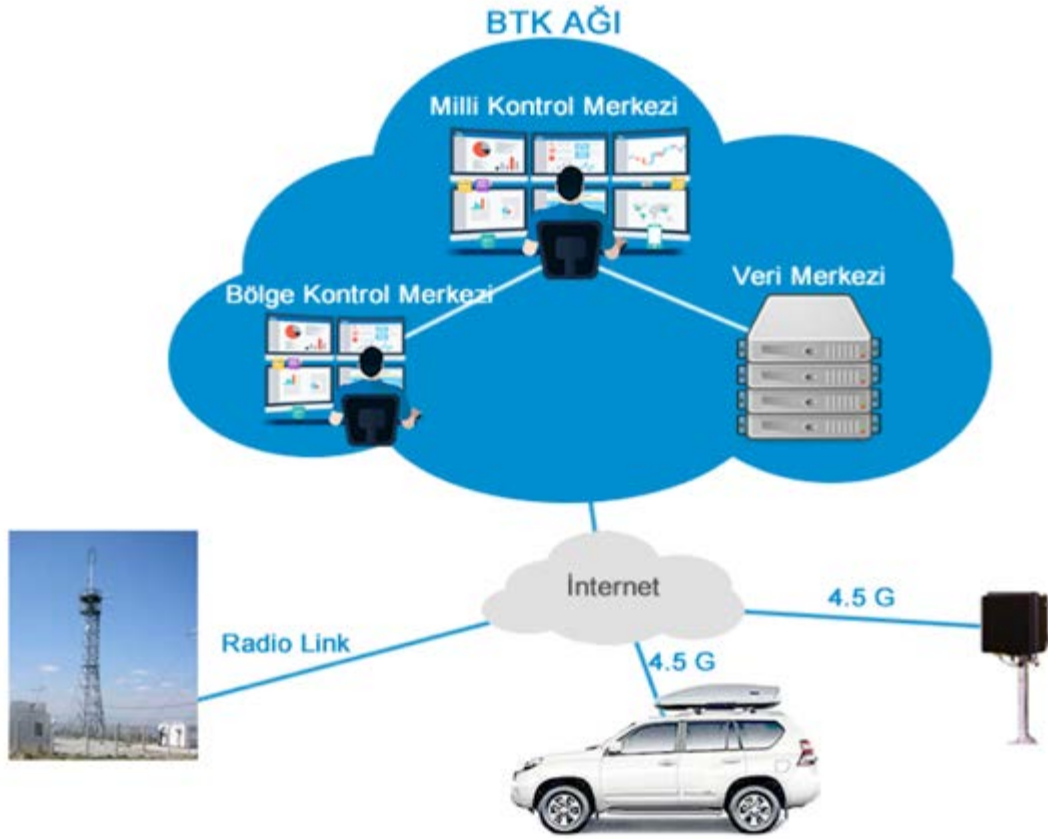 BTK AĞI
Milli Kontrol Merkezi
Bölge Kontrol Merkezi
Veri Merkezi
İnternet
4.5 G
Radio Link
4.5 G